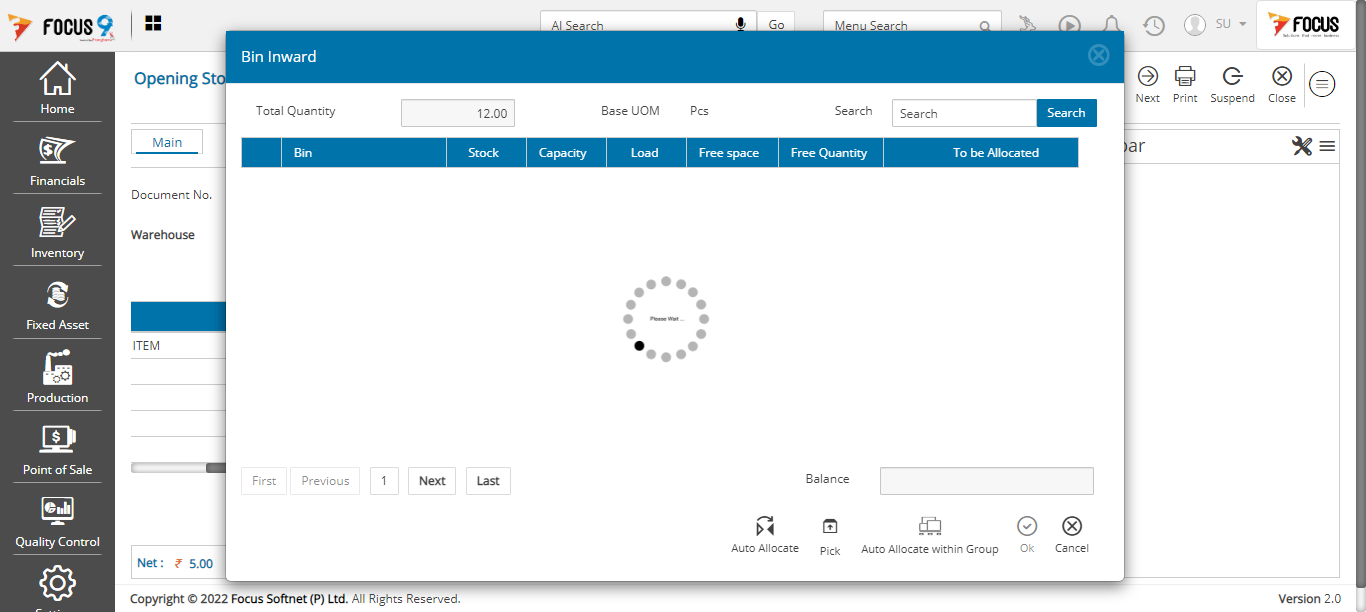 FOCUS 9
AI Search
Go
Menu Search
SU
FOCUS
Home
Financials
Inventory
Fixed Asset
Production
Point of Sale
Quality Control
Opening Sto
Next
Print
Suspend
Close
Main
Document No.
Warehouse
ITEM
Net : ₹ 5.00
bar
Bin Inward
Total Quantity
12.00
Base UOM
Pcs
Search
Search
Search
Bin
Stock
Capacity
Load
Free space
Free Quantity
To be Allocated
Please Wait ...
First
Previous
1
Next
Last
Balance
Auto Allocate
Pick
Auto Allocate within Group
Ok
Cancel
Copyright © 2022 Focus Softnet (P) Ltd. All Rights Reserved.
Version 2.0